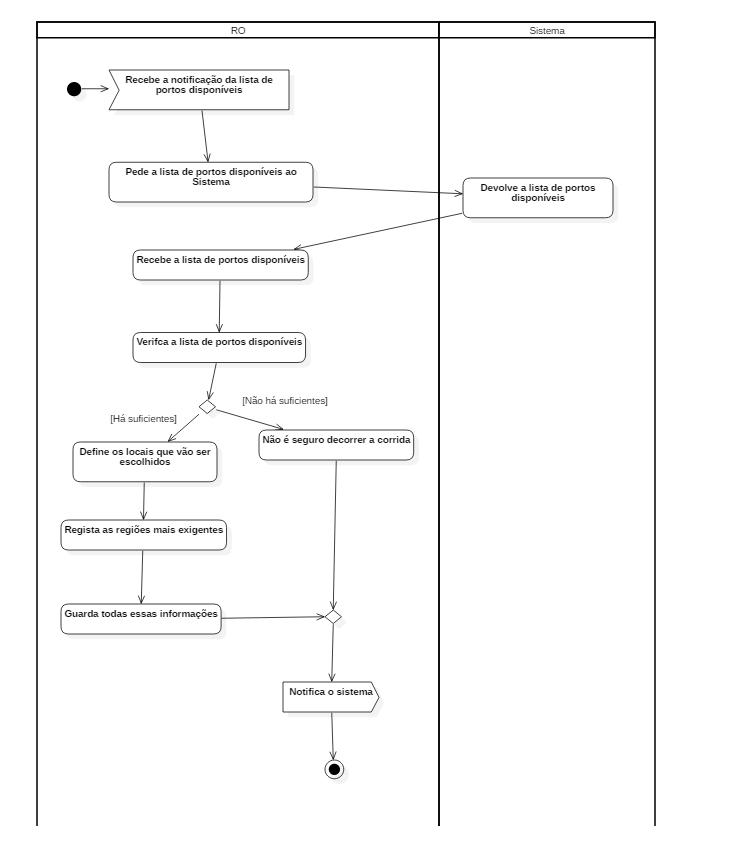 RO
Sistema
Recebe a notificação da lista de
portos disponíveis
Pede a lista de portos disponíveis ao
Sistema
Devolve a lista de portos
disponíveis
Recebe a lista de portos disponíveis
Verifca a lista de portos disponíveis
[Não há suficientes]
[Há suficientes]
Não é seguro decorrer a corrida
Define os locais que vão ser
escolhidos
Regista as regiões mais exigentes
Guarda todas essas informações
Notifica o sistema